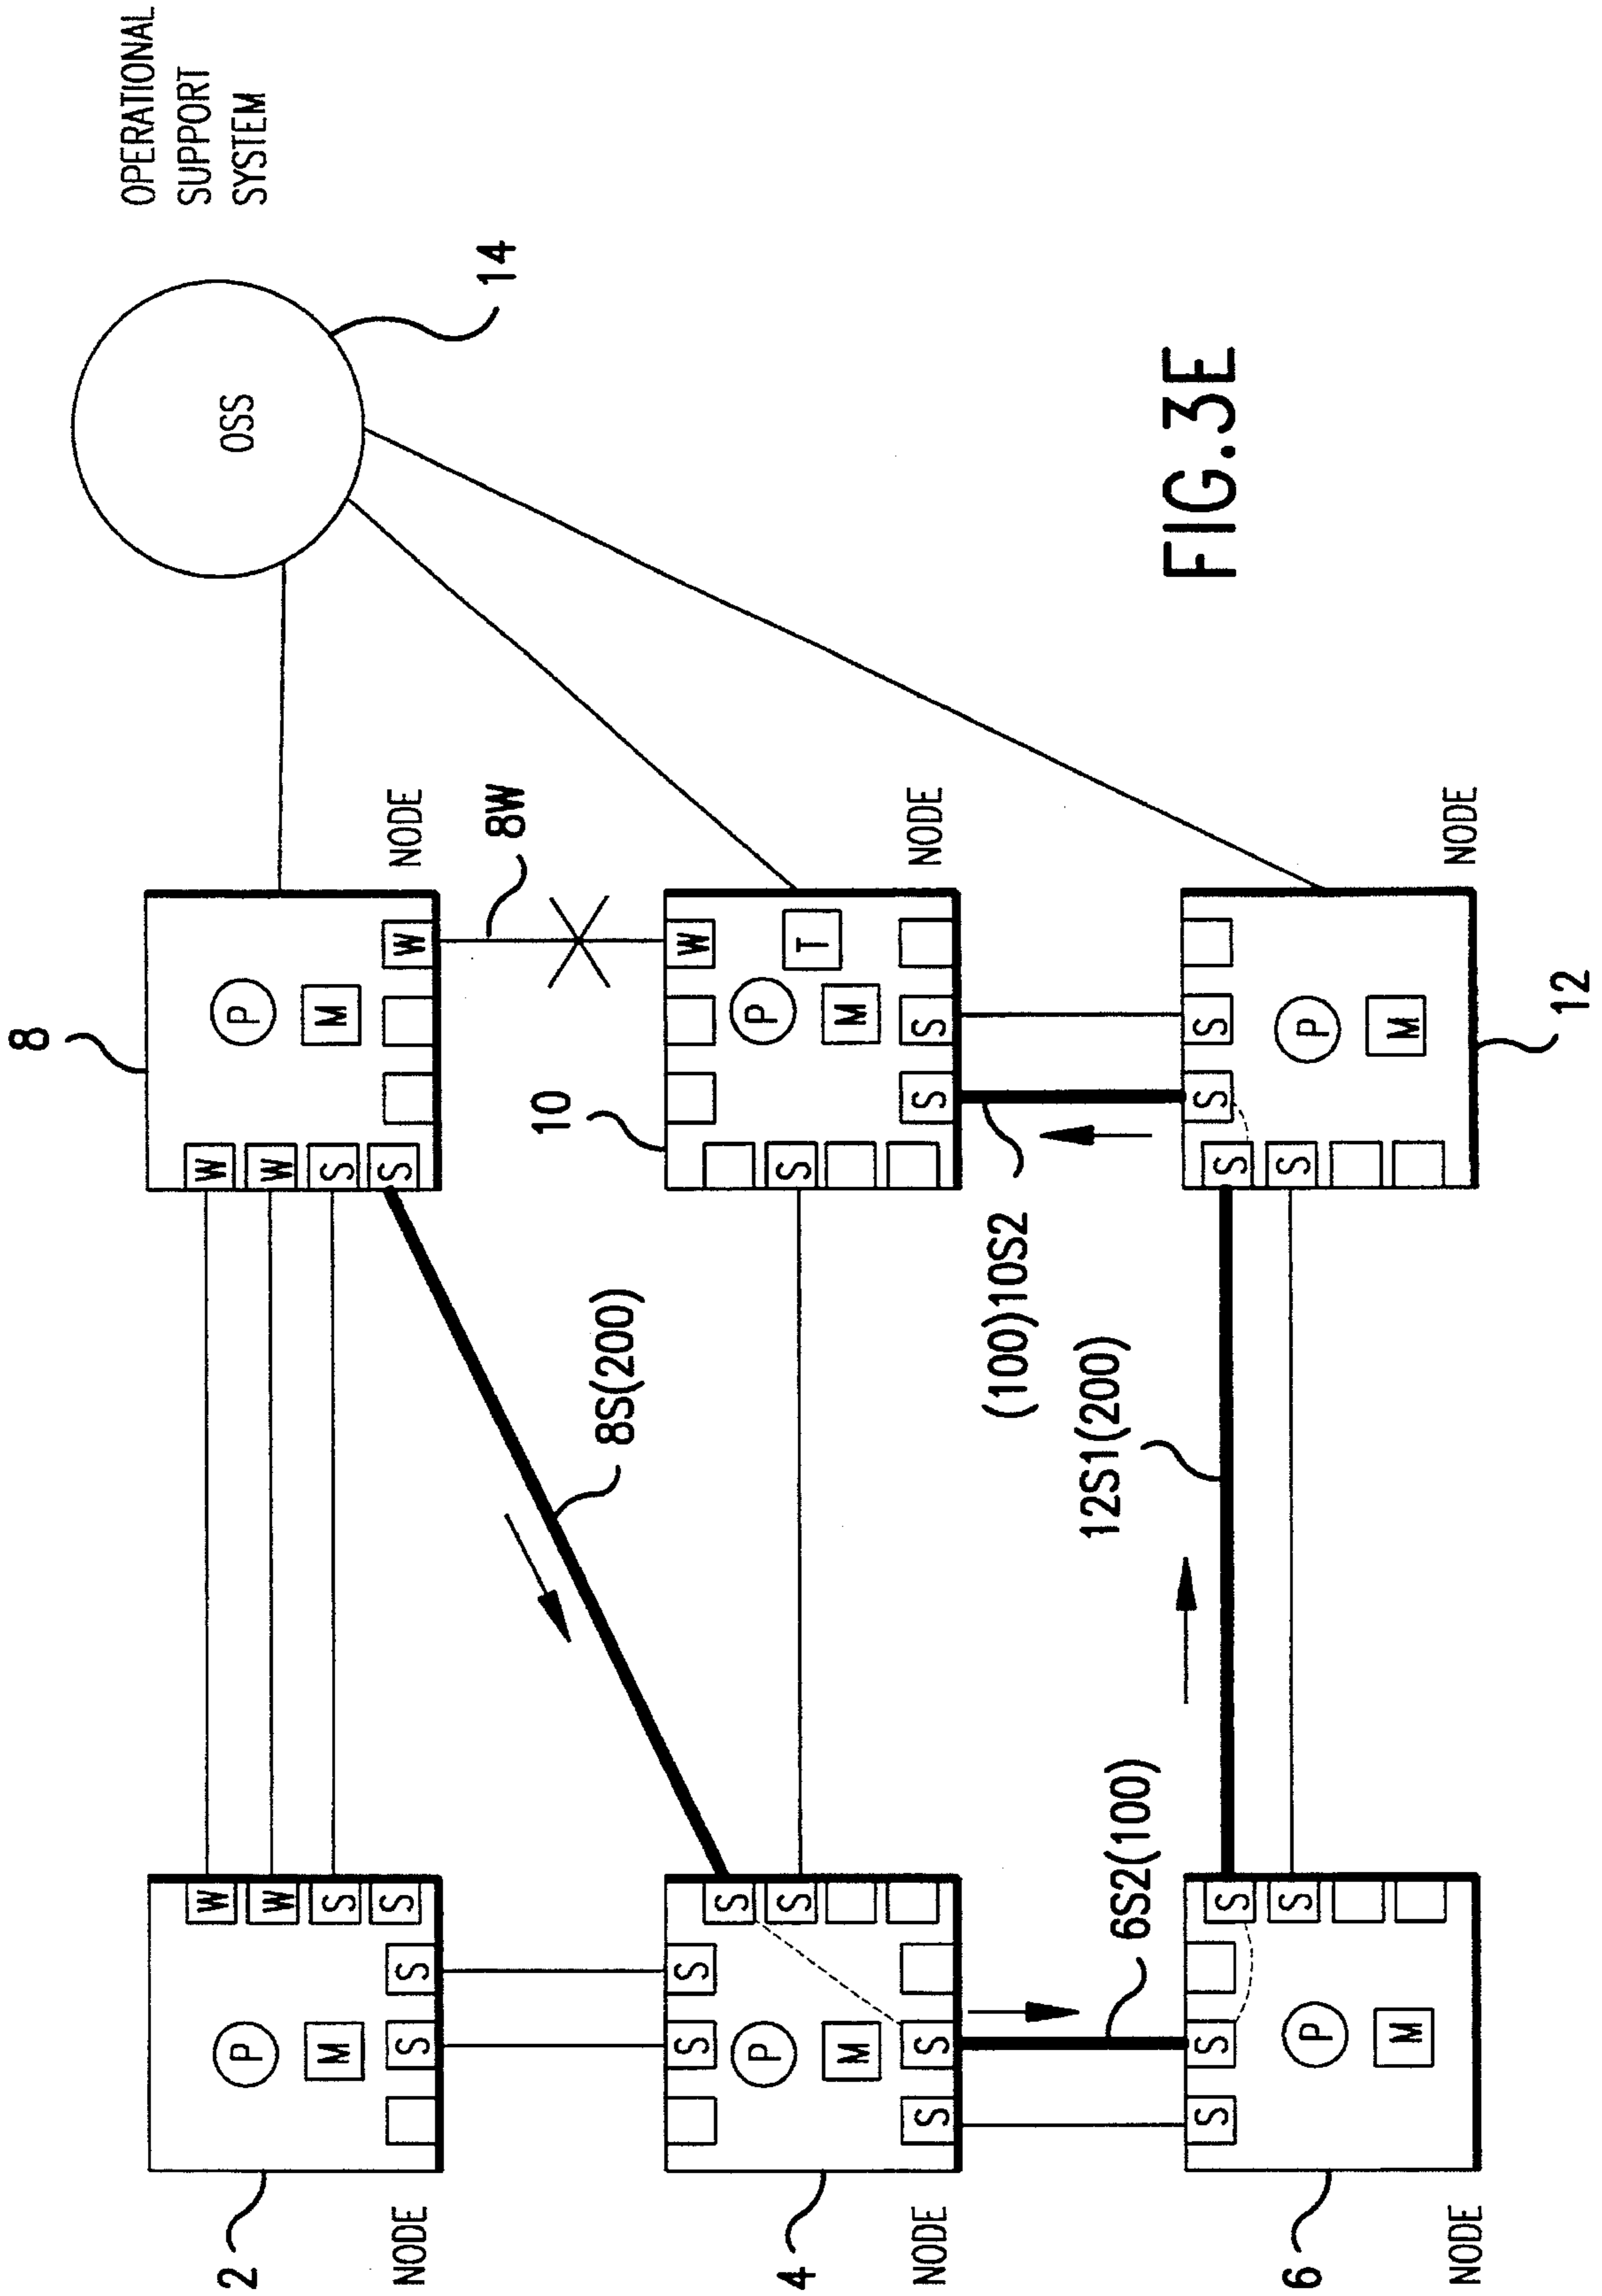 8
OPERATIONAL
SUPPORT
SYSTEM
W W
2 P P OSS
W W
M S S M
S S
NODE S S W NODE
14
8W
10
8S(200)
S S W
S
P P
4 S S T
M M
NODE S S S S NODE
(100)10S2
12S1(200)
6S2(100)
FIG.3E
S S S S
S S
6 S S
P P
M M
NODE NODE
12